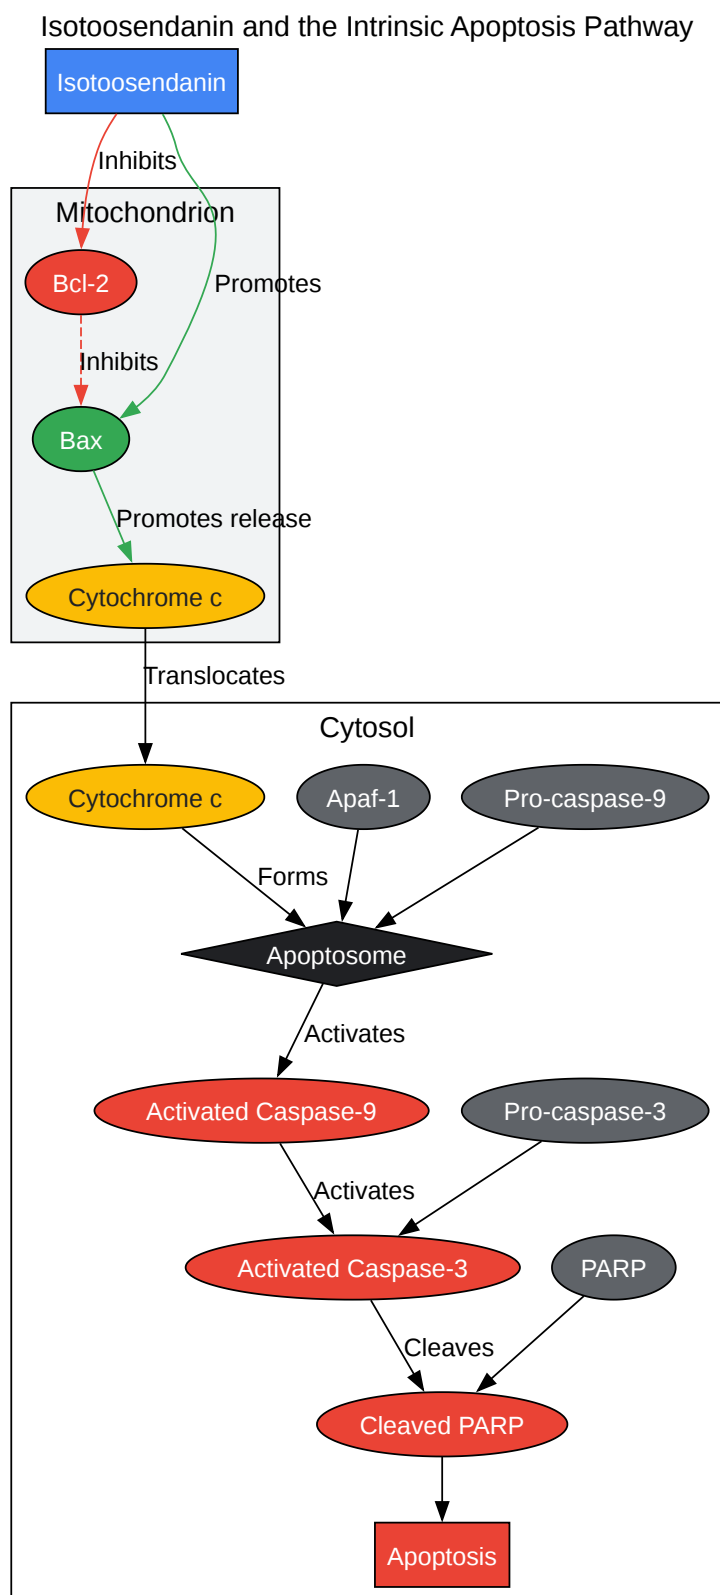 Isotoosendanin and the Intrinsic Apoptosis Pathway
Isotoosendanin
Inhibits
Mitochondrion
Bcl-2
Promotes
Inhibits
Bax
Promotes release
Cytochrome c
Translocates
Cytosol
Cytochrome c
Apaf-1
Pro-caspase-9
Forms
Apoptosome
Activates
Activated Caspase-9
Pro-caspase-3
Activates
Activated Caspase-3
PARP
Cleaves
Cleaved PARP
Apoptosis